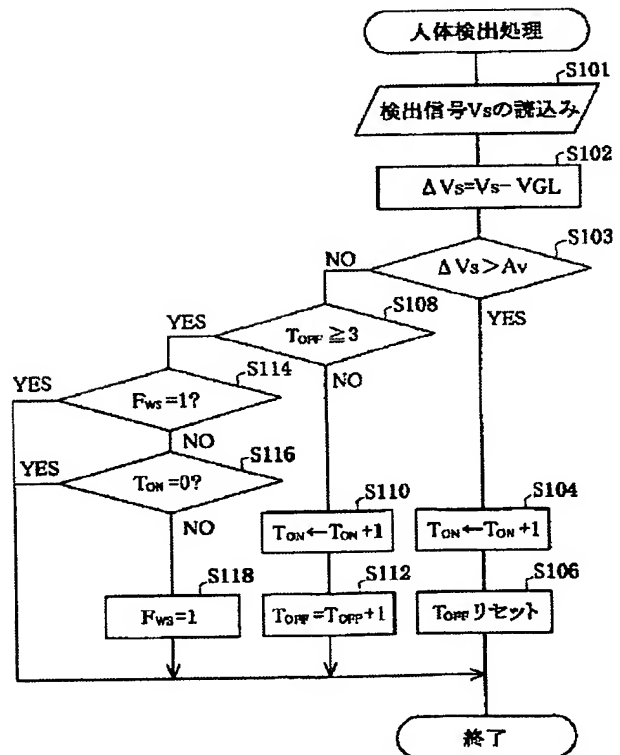 人体検出処理
S101
検出信号Vsの読込み
S102
ΔVs=Vs－VGL
S103
ΔVs＞Av
NO
YES
S108
TOFF≧3
YES
NO
S114
FWS=1?
YES
NO
S116
TON=0?
YES
NO
S110
TON←TON+1
S104
TON←TON+1
S118
FWS=1
S112
TOFF=TOFF+1
S106
TOFFリセット
終了